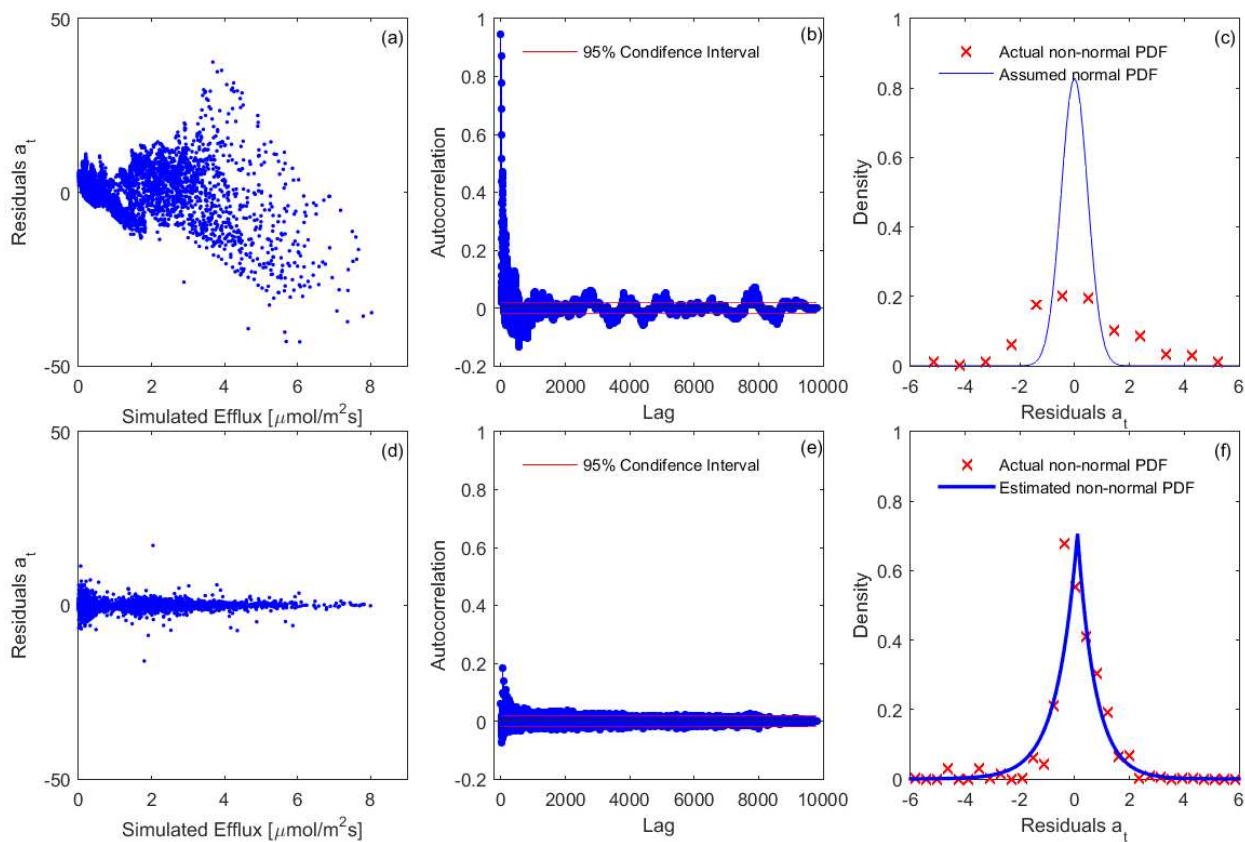 50
0
-50
Residuals a_t
(a)
0 2 4 6 8
Simulated Efflux [μmol/m²s]
1
0.8
0.6
0.4
0.2
0
-0.2
Autocorrelation
(b)
95% Condifence Interval
0 2000 4000 6000 8000 10000
Lag
1
0.8
0.6
0.4
0.2
0
Density
(c)
Actual non-normal PDF
Assumed normal PDF
-6 -4 -2 0 2 4 6
Residuals a_t
50
0
-50
Residuals a_t
(d)
0 2 4 6 8
Simulated Efflux [μmol/m²s]
1
0.8
0.6
0.4
0.2
0
-0.2
Autocorrelation
(e)
95% Condifence Interval
0 2000 4000 6000 8000 10000
Lag
1
0.8
0.6
0.4
0.2
0
Density
(f)
Actual non-normal PDF
Estimated non-normal PDF
-6 -4 -2 0 2 4 6
Residuals a_t